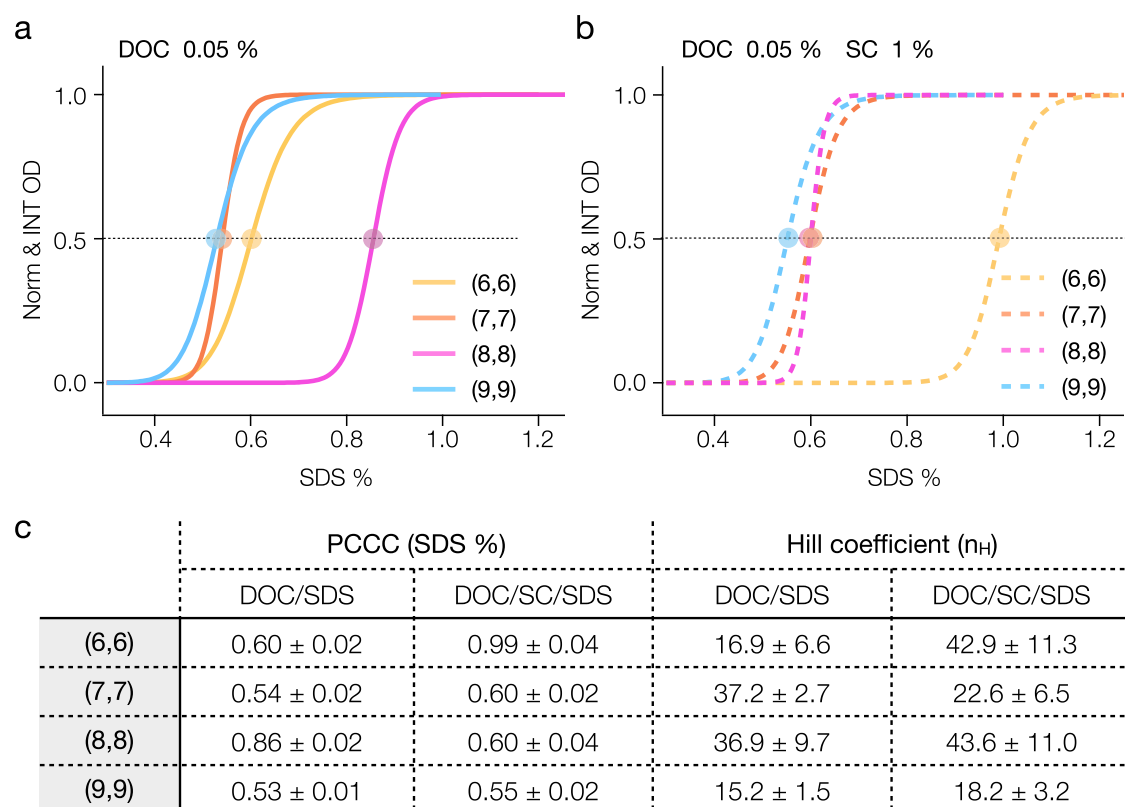 a
DOC 0.05 %
1.0
0.5
0.0
Norm & INT OD
0.4 0.6 0.8 1.0 1.2
SDS %
(6,6)
(7,7)
(8,8)
(9,9)
b
DOC 0.05 % SC 1 %
1.0
0.5
0.0
Norm & INT OD
0.4 0.6 0.8 1.0 1.2
SDS %
(6,6)
(7,7)
(8,8)
(9,9)
c
PCCC (SDS %) Hill coefficient (nH)
DOC/SDS DOC/SC/SDS DOC/SDS DOC/SC/SDS
(6,6) 0.60 ± 0.02 0.99 ± 0.04 16.9 ± 6.6 42.9 ± 11.3
(7,7) 0.54 ± 0.02 0.60 ± 0.02 37.2 ± 2.7 22.6 ± 6.5
(8,8) 0.86 ± 0.02 0.60 ± 0.04 36.9 ± 9.7 43.6 ± 11.0
(9,9) 0.53 ± 0.01 0.55 ± 0.02 15.2 ± 1.5 18.2 ± 3.2